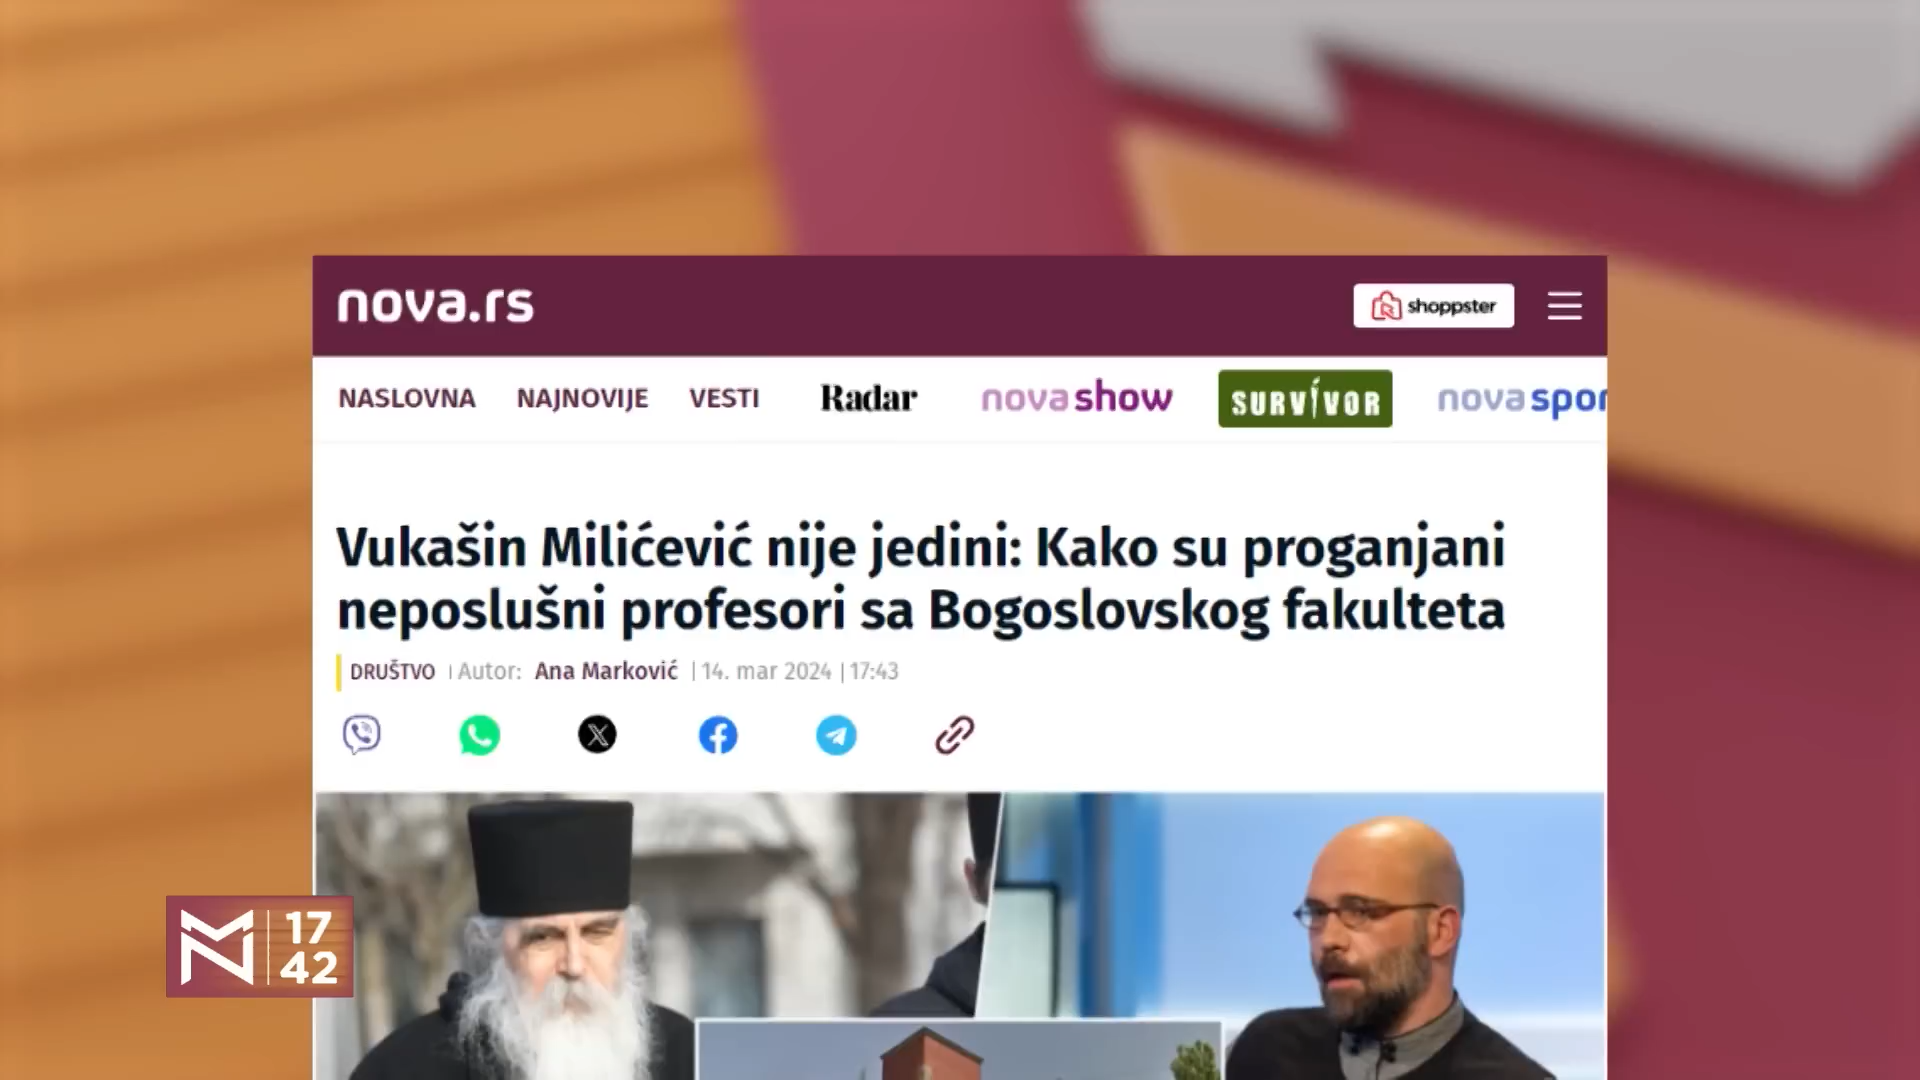 nova.rs
shoppster
NASLOVNA NAJNOVIJE VESTI Radar novashow SURVIVOR novaspor
Vukašin Milićević nije jedini: Kako su proganjani
neposlušni profesori sa Bogoslovskog fakulteta
DRUŠTVO | Autor: Ana Marković | 14. mar 2024 | 17:43
17
42